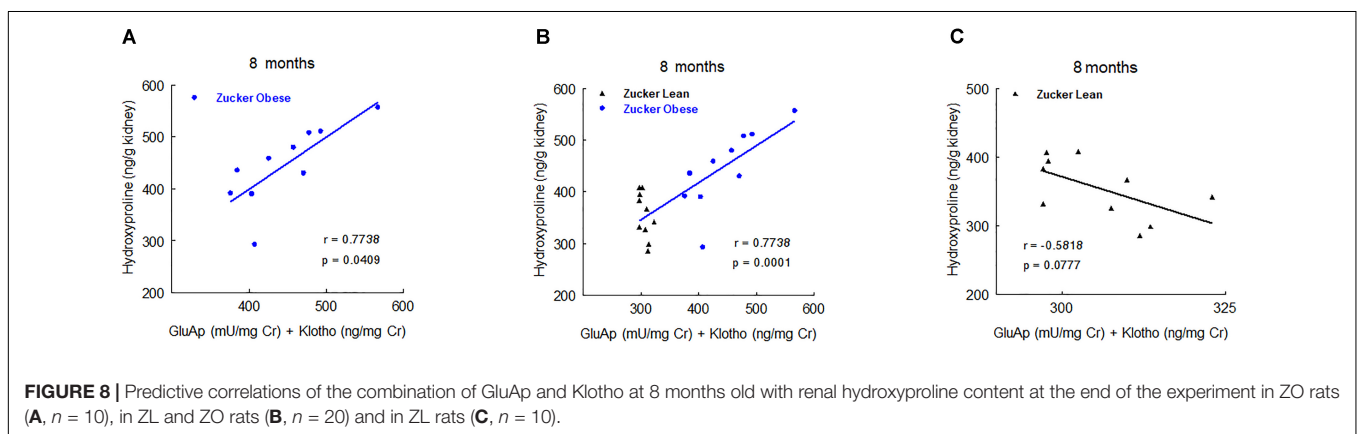 A
8 months
Zucker Obese
Hydroxyproline (ng/g kidney)
600
500
400
300
200
r = 0.7738
p = 0.0409
400
500
600
GluAp (mU/mg Cr) + Klotho (ng/mg Cr)
B
8 months
Zucker Lean
Zucker Obese
Hydroxyproline (ng/g kidney)
600
500
400
300
200
r = 0.7738
p = 0.0001
300
400
500
600
GluAp (mU/mg Cr) + Klotho (ng/mg Cr)
C
8 months
Zucker Lean
Hydroxyproline (ng/g kidney)
500
400
300
200
r = -0.5818
p = 0.0777
300
325
GluAp (mU/mg Cr) + Klotho (ng/mg Cr)
FIGURE 8 | Predictive correlations of the combination of GluAp and Klotho at 8 months old with renal hydroxyproline content at the end of the experiment in ZO rats
(A, n = 10), in ZL and ZO rats (B, n = 20) and in ZL rats (C, n = 10).